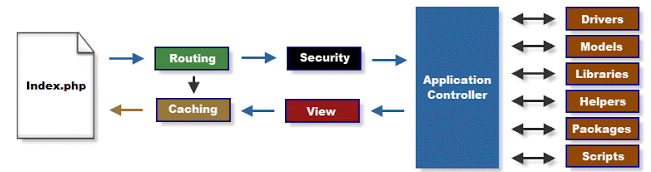 Index.php
Routing
Security
Caching
View
Application
Controller
Drivers
Models
Libraries
Helpers
Packages
Scripts